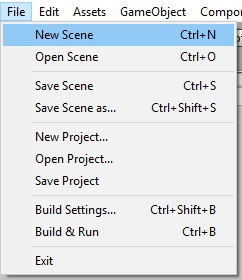 File Edit Assets GameObject Compo
New Scene Ctrl+N
Open Scene Ctrl+O
Save Scene Ctrl+S
Save Scene as... Ctrl+Shift+S
New Project...
Open Project...
Save Project
Build Settings... Ctrl+Shift+B
Build & Run Ctrl+B
Exit